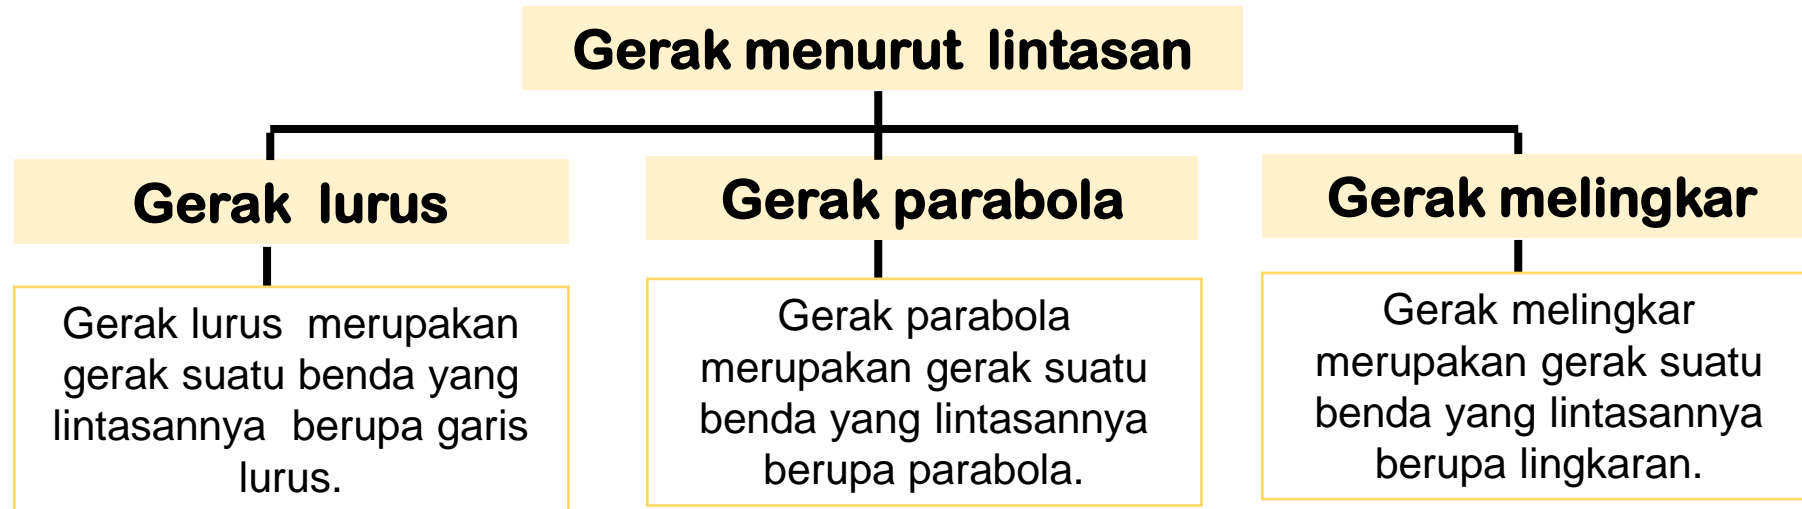 Gerak menurut lintasan
Gerak lurus
Gerak parabola
Gerak melingkar
Gerak lurus merupakan
gerak suatu benda yang
lintasannya berupa garis
lurus.
Gerak parabola
merupakan gerak suatu
benda yang lintasannya
berupa parabola.
Gerak melingkar
merupakan gerak suatu
benda yang lintasannya
berupa lingkaran.